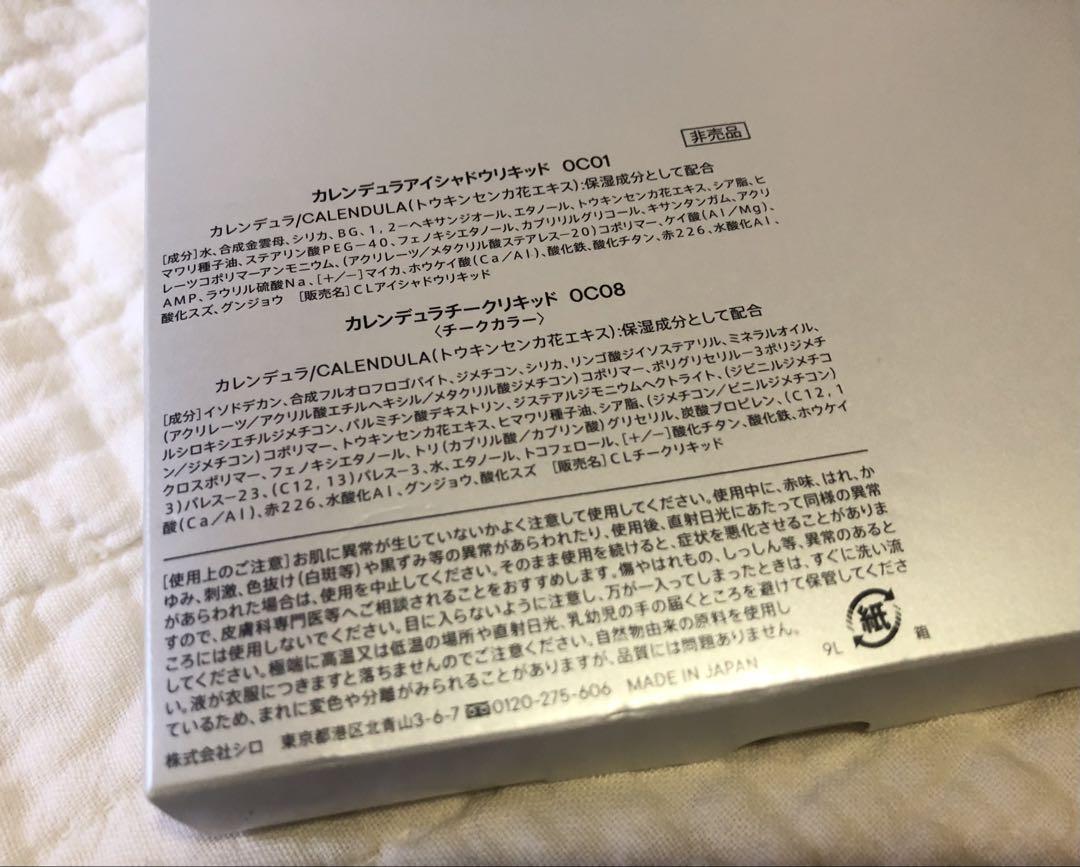 非売品
カレンデュラアイシャドウリキッド 0C01
カレンデュラ/CALENDULA(トウキンセンカ花エキス):保湿成分として配合
[成分]水、合成金雲母、シリカ、BG、1,2-ヘキサンジオール、エタノール、トウキンセンカ花エキス、シア脂、ヒ
マワリ種子油、ステアリン酸PEG-40、フェノキシエタノール、カプリリルグリコール、キサンタンガム、アクリ
レーツコポリマーアンモニウム、(アクリレーツ/メタクリル酸ステアレス-20)コポリマー、ケイ酸(Al/Mg)、
AMP、ラウリル硫酸Na、[+/-]マイカ、ホウケイ酸(Ca/Al)、酸化鉄、酸化チタン、赤226、水酸化Al、
酸化スズ、グンジョウ [販売名]CLアイシャドウリキッド
カレンデュラチークリキッド 0C08
〈チークカラー〉
カレンデュラ/CALENDULA(トウキンセンカ花エキス):保湿成分として配合
[成分]イソドデカン、合成フルオロフロゴパイト、ジメチコン、シリカ、リンゴ酸ジイソステアリル、ミネラルオイル、
(アクリレーツ/アクリル酸エチルヘキシル/メタクリル酸ジメチコン)コポリマー、ポリグリセリル-3ポリジメチ
ルシロキシエチルジメチコン、パルミチン酸デキストリン、ジステアルジモニウムヘクトライト、(ジビニルジメチコ
ン/ジメチコン)コポリマー、トウキンセンカ花エキス、ヒマワリ種子油、シア脂、(ジメチコン/ビニルジメチコン)
クロスポリマー、フェノキシエタノール、トリ(カプリル酸/カプリン酸)グリセリル、炭酸プロピレン、(C12,1
3)パレス-23、(C12,13)パレス-3、水、エタノール、トコフェロール、[+/-]酸化チタン、酸化鉄、ホウケイ
酸(Ca/Al)、赤226、水酸化Al、グンジョウ、酸化スズ [販売名]CLチークリキッド
[使用上のご注意]お肌に異常が生じていないかよく注意して使用してください。使用中に、赤味、はれ、か
ゆみ、刺激、色抜け(白斑等)や黒ずみ等の異常があらわれたり、使用後、直射日光にあたって同様の異常
があらわれた場合は、使用を中止してください。そのまま使用を続けると、症状を悪化させることがありま
すので、皮膚科専門医等へご相談されることをおすすめします。傷やはれもの、しっしん等、異常のあると
ころには使用しないでください。目に入らないように注意し、万が一入ってしまったときは、すぐに洗い流
してください。極端に高温又は低温の場所や直射日光、乳幼児の手の届くところを避けて保管してくださ
い。液が衣服につきますと落ちませんのでご注意ください。自然物由来の原料を使用し
ているため、まれに変色や分離がみられることがありますが、品質には問題ありません。
株式会社シロ 東京都港区北青山3-6-7 0120-275-606 MADE IN JAPAN
9L 紙 箱